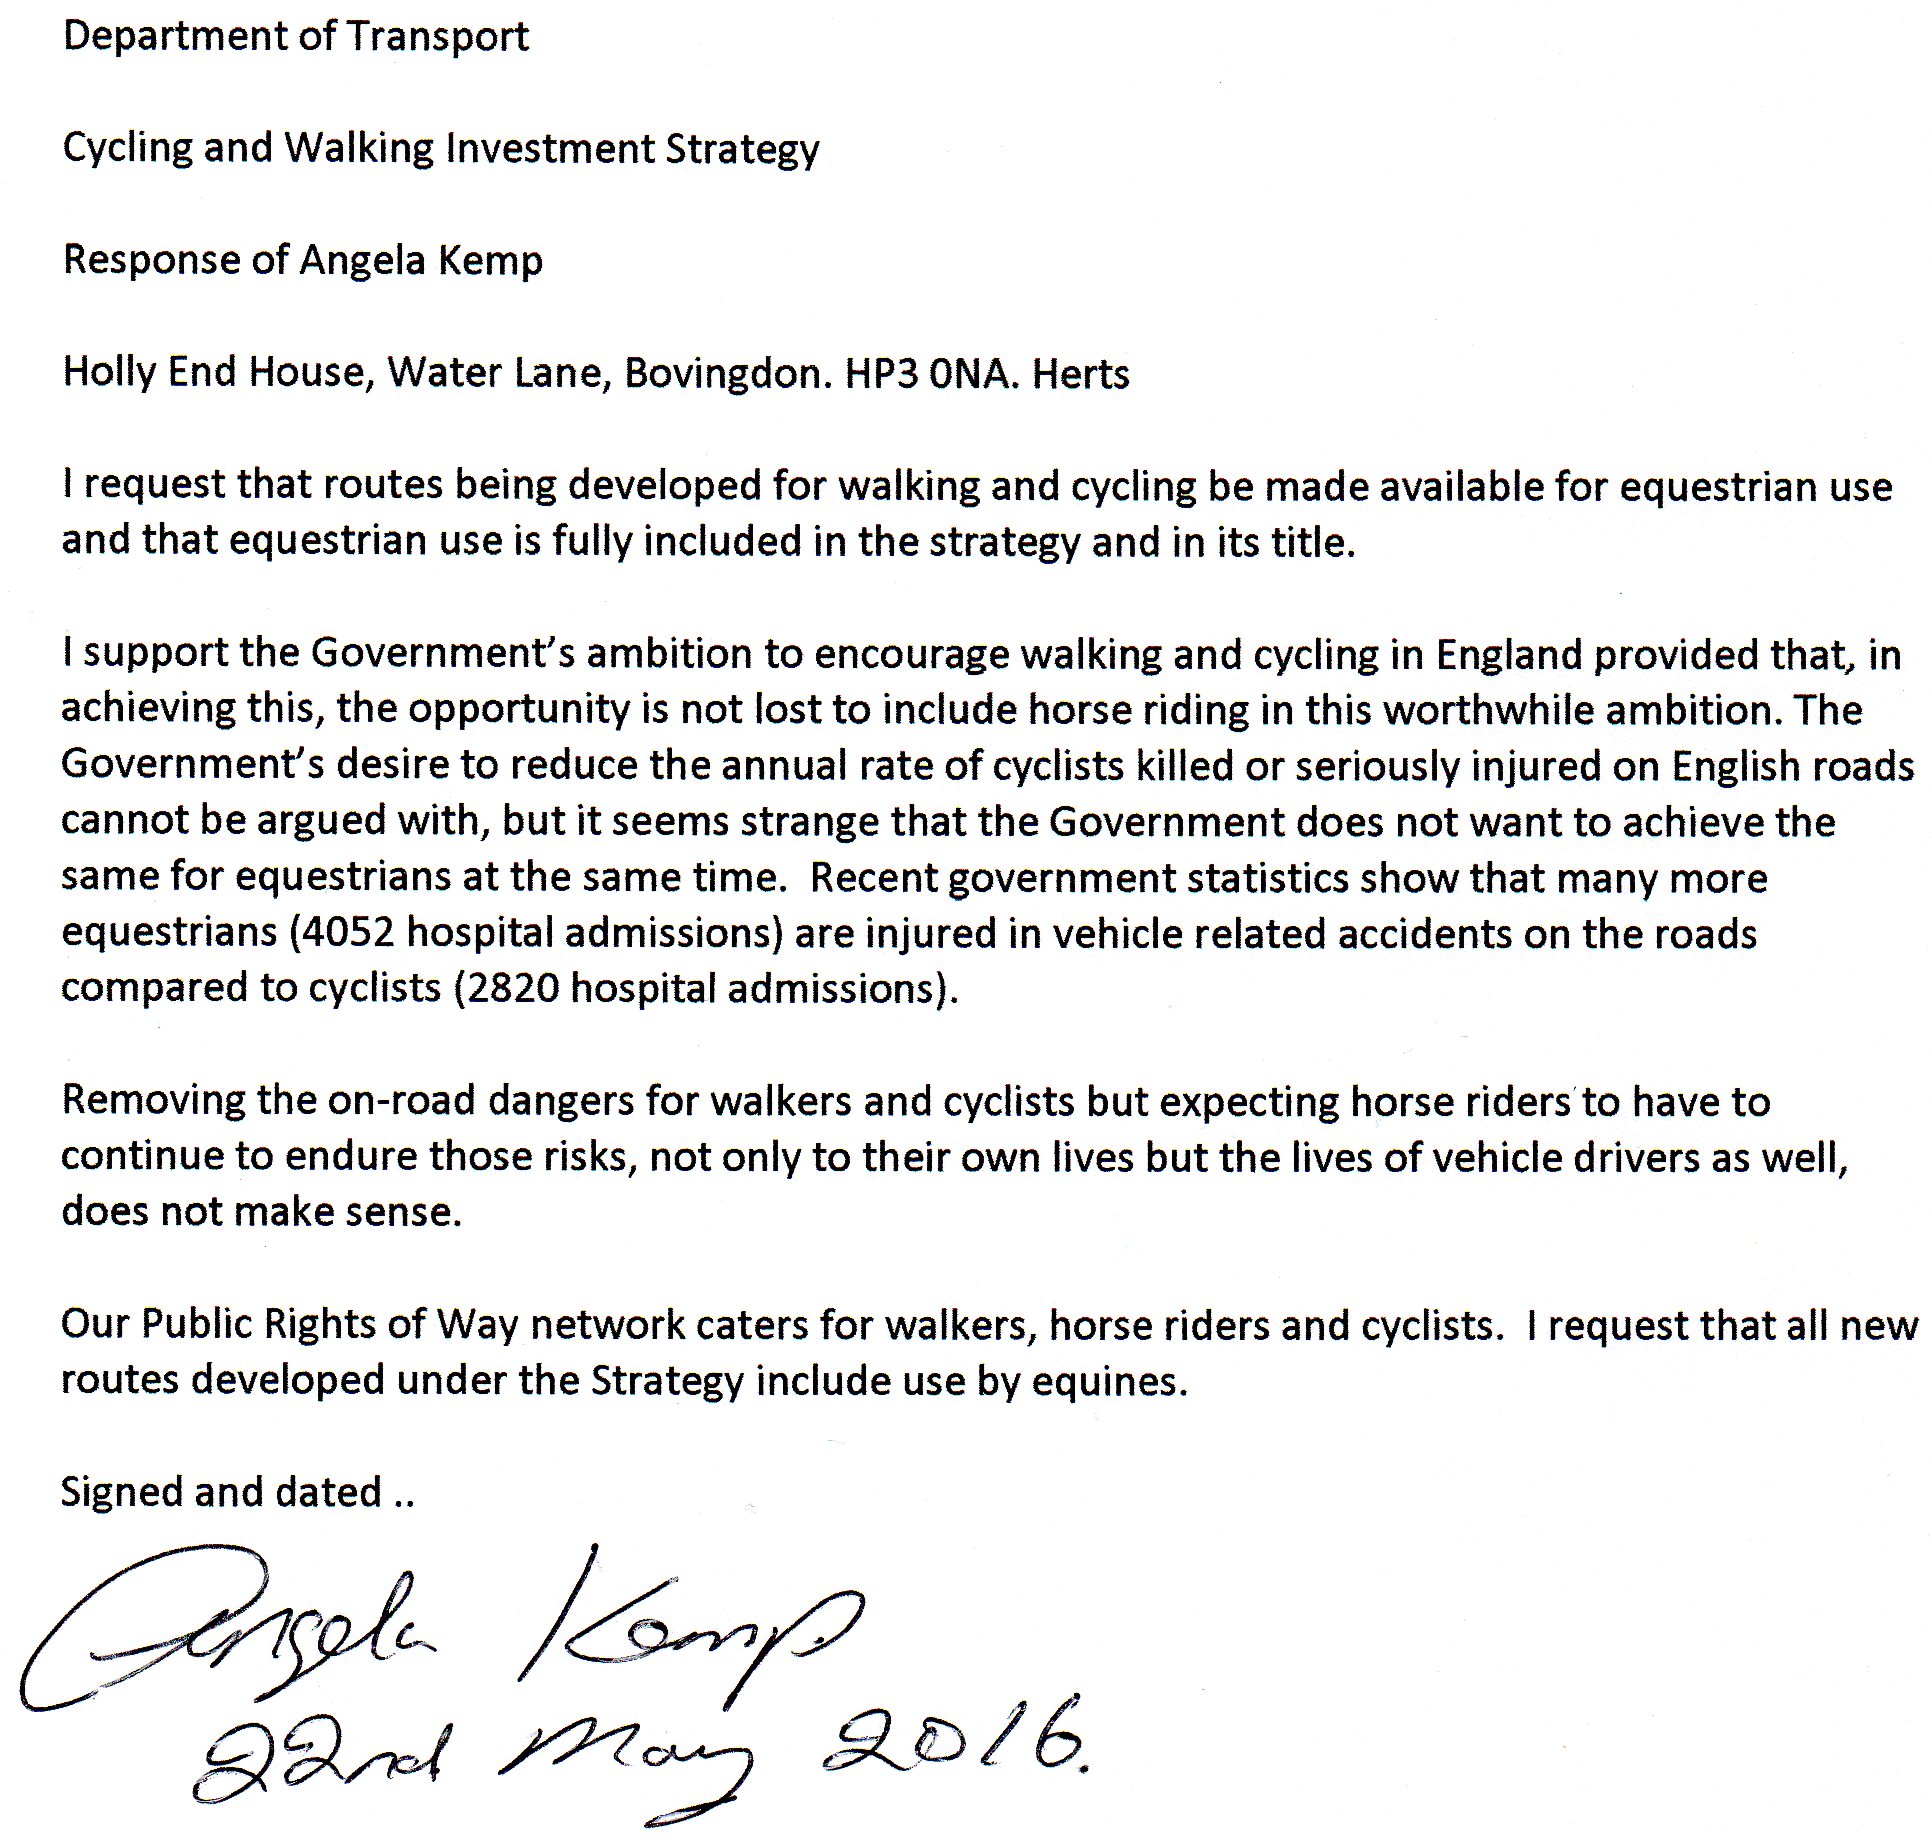 Department of Transport
Cycling and Walking Investment Strategy
Response of Angela Kemp
Holly End House, Water Lane, Bovingdon. HP3 0NA. Herts
I request that routes being developed for walking and cycling be made available for equestrian use
and that equestrian use is fully included in the strategy and in its title.
I support the Government’s ambition to encourage walking and cycling in England provided that, in
achieving this, the opportunity is not lost to include horse riding in this worthwhile ambition. The
Government’s desire to reduce the annual rate of cyclists killed or seriously injured on English roads
cannot be argued with, but it seems strange that the Government does not want to achieve the
same for equestrians at the same time.  Recent government statistics show that many more
equestrians (4052 hospital admissions) are injured in vehicle related accidents on the roads
compared to cyclists (2820 hospital admissions).
Removing the on-road dangers for walkers and cyclists but expecting horse riders to have to
continue to endure those risks, not only to their own lives but the lives of vehicle drivers as well,
does not make sense.
Our Public Rights of Way network caters for walkers, horse riders and cyclists.  I request that all new
routes developed under the Strategy include use by equines.
Signed and dated ..
Angela Kemp
22nd May 2016.